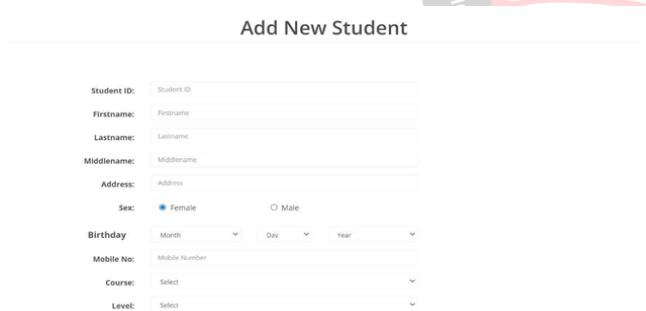 Add New Student
Student ID: Student ID
Firstname: Firstname
Lastname: Lastname
Middlename: Middlename
Address: Address
Sex: Female Male
Birthday Month Day Year
Mobile No: Mobile Number
Course: Select
Level: Select